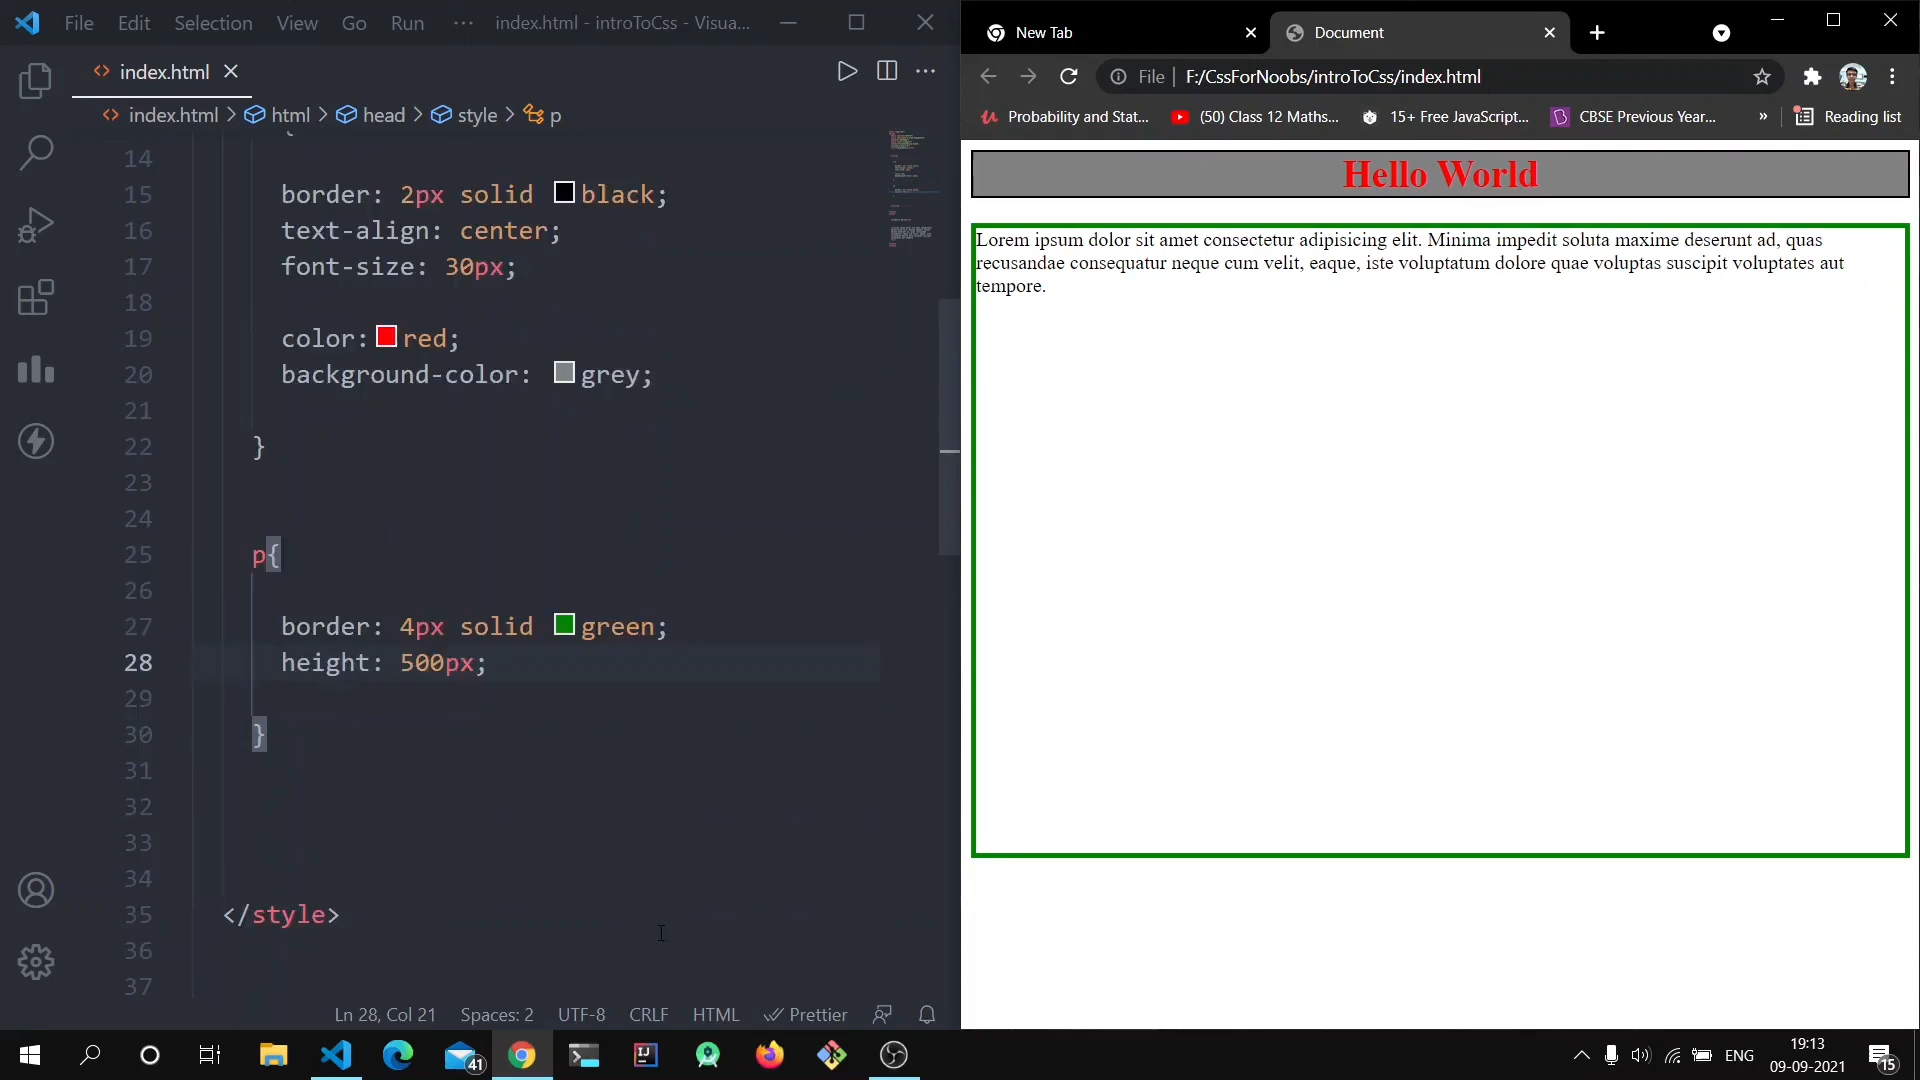 File Edit Selection View Go Run ··· index.html - introToCss - Visua...
index.html
index.html > html > head > style > p
{
14
15 border: 2px solid black;
16 text-align: center;
17 font-size: 30px;
18
19 color: red;
20 background-color: grey;
21
22 }
23
24
25 p{
26
27 border: 4px solid green;
28 height: 500px;
29
30 }
31
32
33
34
35 </style>
36
37
Ln 28, Col 21 Spaces: 2 UTF-8 CRLF HTML Prettier
New Tab Document
File F:/CssForNoobs/introToCss/index.html
Probability and Stat... (50) Class 12 Maths... 15+ Free JavaScript... CBSE Previous Year... » Reading list
Hello World
Lorem ipsum dolor sit amet consectetur adipisicing elit. Minima impedit soluta maxime deserunt ad, quas
recusandae consequatur neque cum velit, eaque, iste voluptatum dolore quae voluptas suscipit voluptates aut
tempore.
41
ENG
19:13
09-09-2021
15